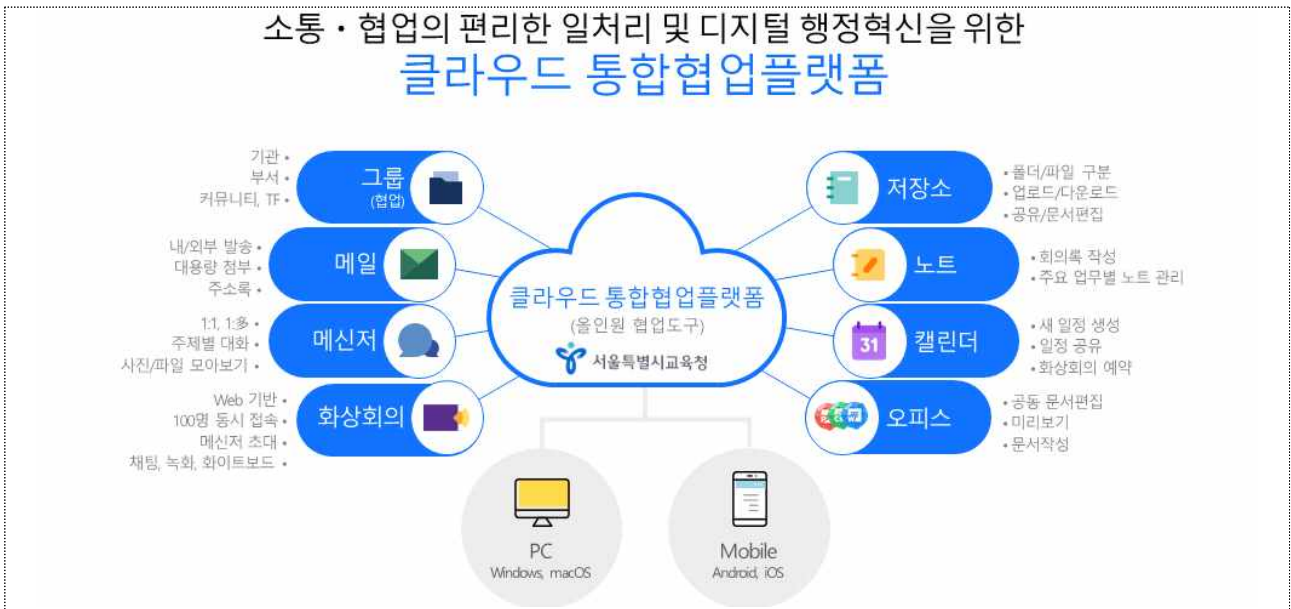 소통・협업의 편리한 일처리 및 디지털 행정혁신을 위한
클라우드 통합협업플랫폼
기관 •
부서 •
커뮤니티, TF •
그룹
(협업)
내/외부 발송 •
대용량 첨부 •
주소록 •
메일
1:1, 1:多 •
주제별 대화 •
사진/파일 모아보기 •
메신저
Web 기반 •
100명 동시 접속 •
메신저 초대 •
채팅, 녹화, 화이트보드 •
화상회의
클라우드 통합협업플랫폼
(올인원 협업도구)
서울특별시교육청
저장소
• 폴더/파일 구분
• 업로드/다운로드
• 공유/문서편집
노트
• 회의록 작성
• 주요 업무별 노트 관리
31
캘린더
• 새 일정 생성
• 일정 공유
• 화상회의 예약
오피스
• 공동 문서편집
• 미리보기
• 문서작성
PC
Windows, macOS
Mobile
Android, iOS